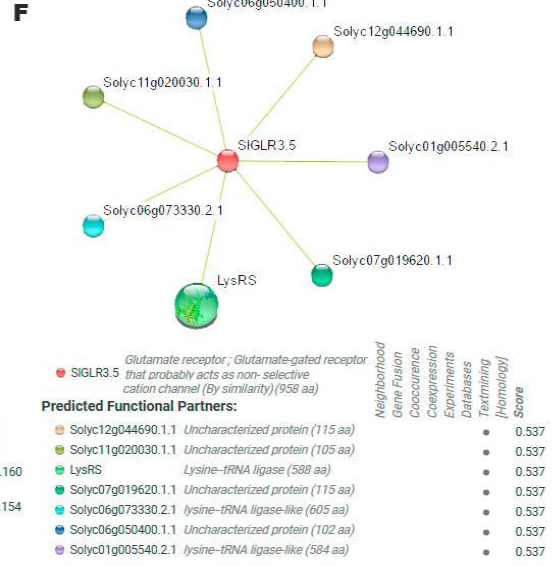 F
Solyc06g050400.1.1
Solyc12g044690.1.1
Solyc11g020030.1.1
SlGLR3.5
Solyc01g005540.2.1
Solyc06g073330.2.1
Solyc07g019620.1.1
LysRS
Neighborhood
Gene Fusion
Cooccurence
Coexpression
Experiments
Databases
Textmining
[Homology]
Score
SlGLR3.5 Glutamate receptor ; Glutamate-gated receptor
that probably acts as non- selective
cation channel (By similarity) (958 aa)
Predicted Functional Partners:
Solyc12g044690.1.1 Uncharacterized protein (115 aa) • 0.537
Solyc11g020030.1.1 Uncharacterized protein (105 aa) • 0.537
.160 LysRS Lysine--tRNA ligase (588 aa) • 0.537
Solyc07g019620.1.1 Uncharacterized protein (115 aa) • 0.537
.154 Solyc06g073330.2.1 lysine--tRNA ligase-like (605 aa) • 0.537
Solyc06g050400.1.1 Uncharacterized protein (102 aa) • 0.537
Solyc01g005540.2.1 lysine--tRNA ligase-like (584 aa) • 0.537